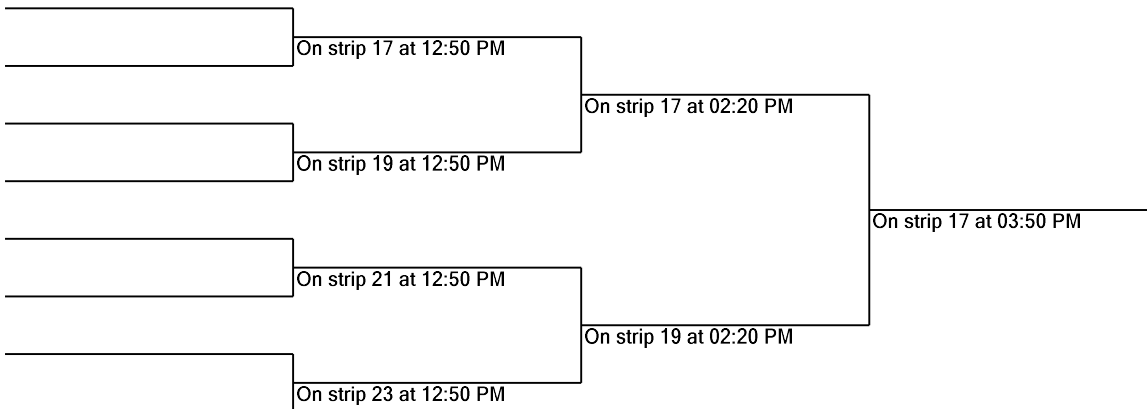 On strip 17 at 12:50 PM
On strip 17 at 02:20 PM
On strip 19 at 12:50 PM
On strip 17 at 03:50 PM
On strip 21 at 12:50 PM
On strip 19 at 02:20 PM
On strip 23 at 12:50 PM